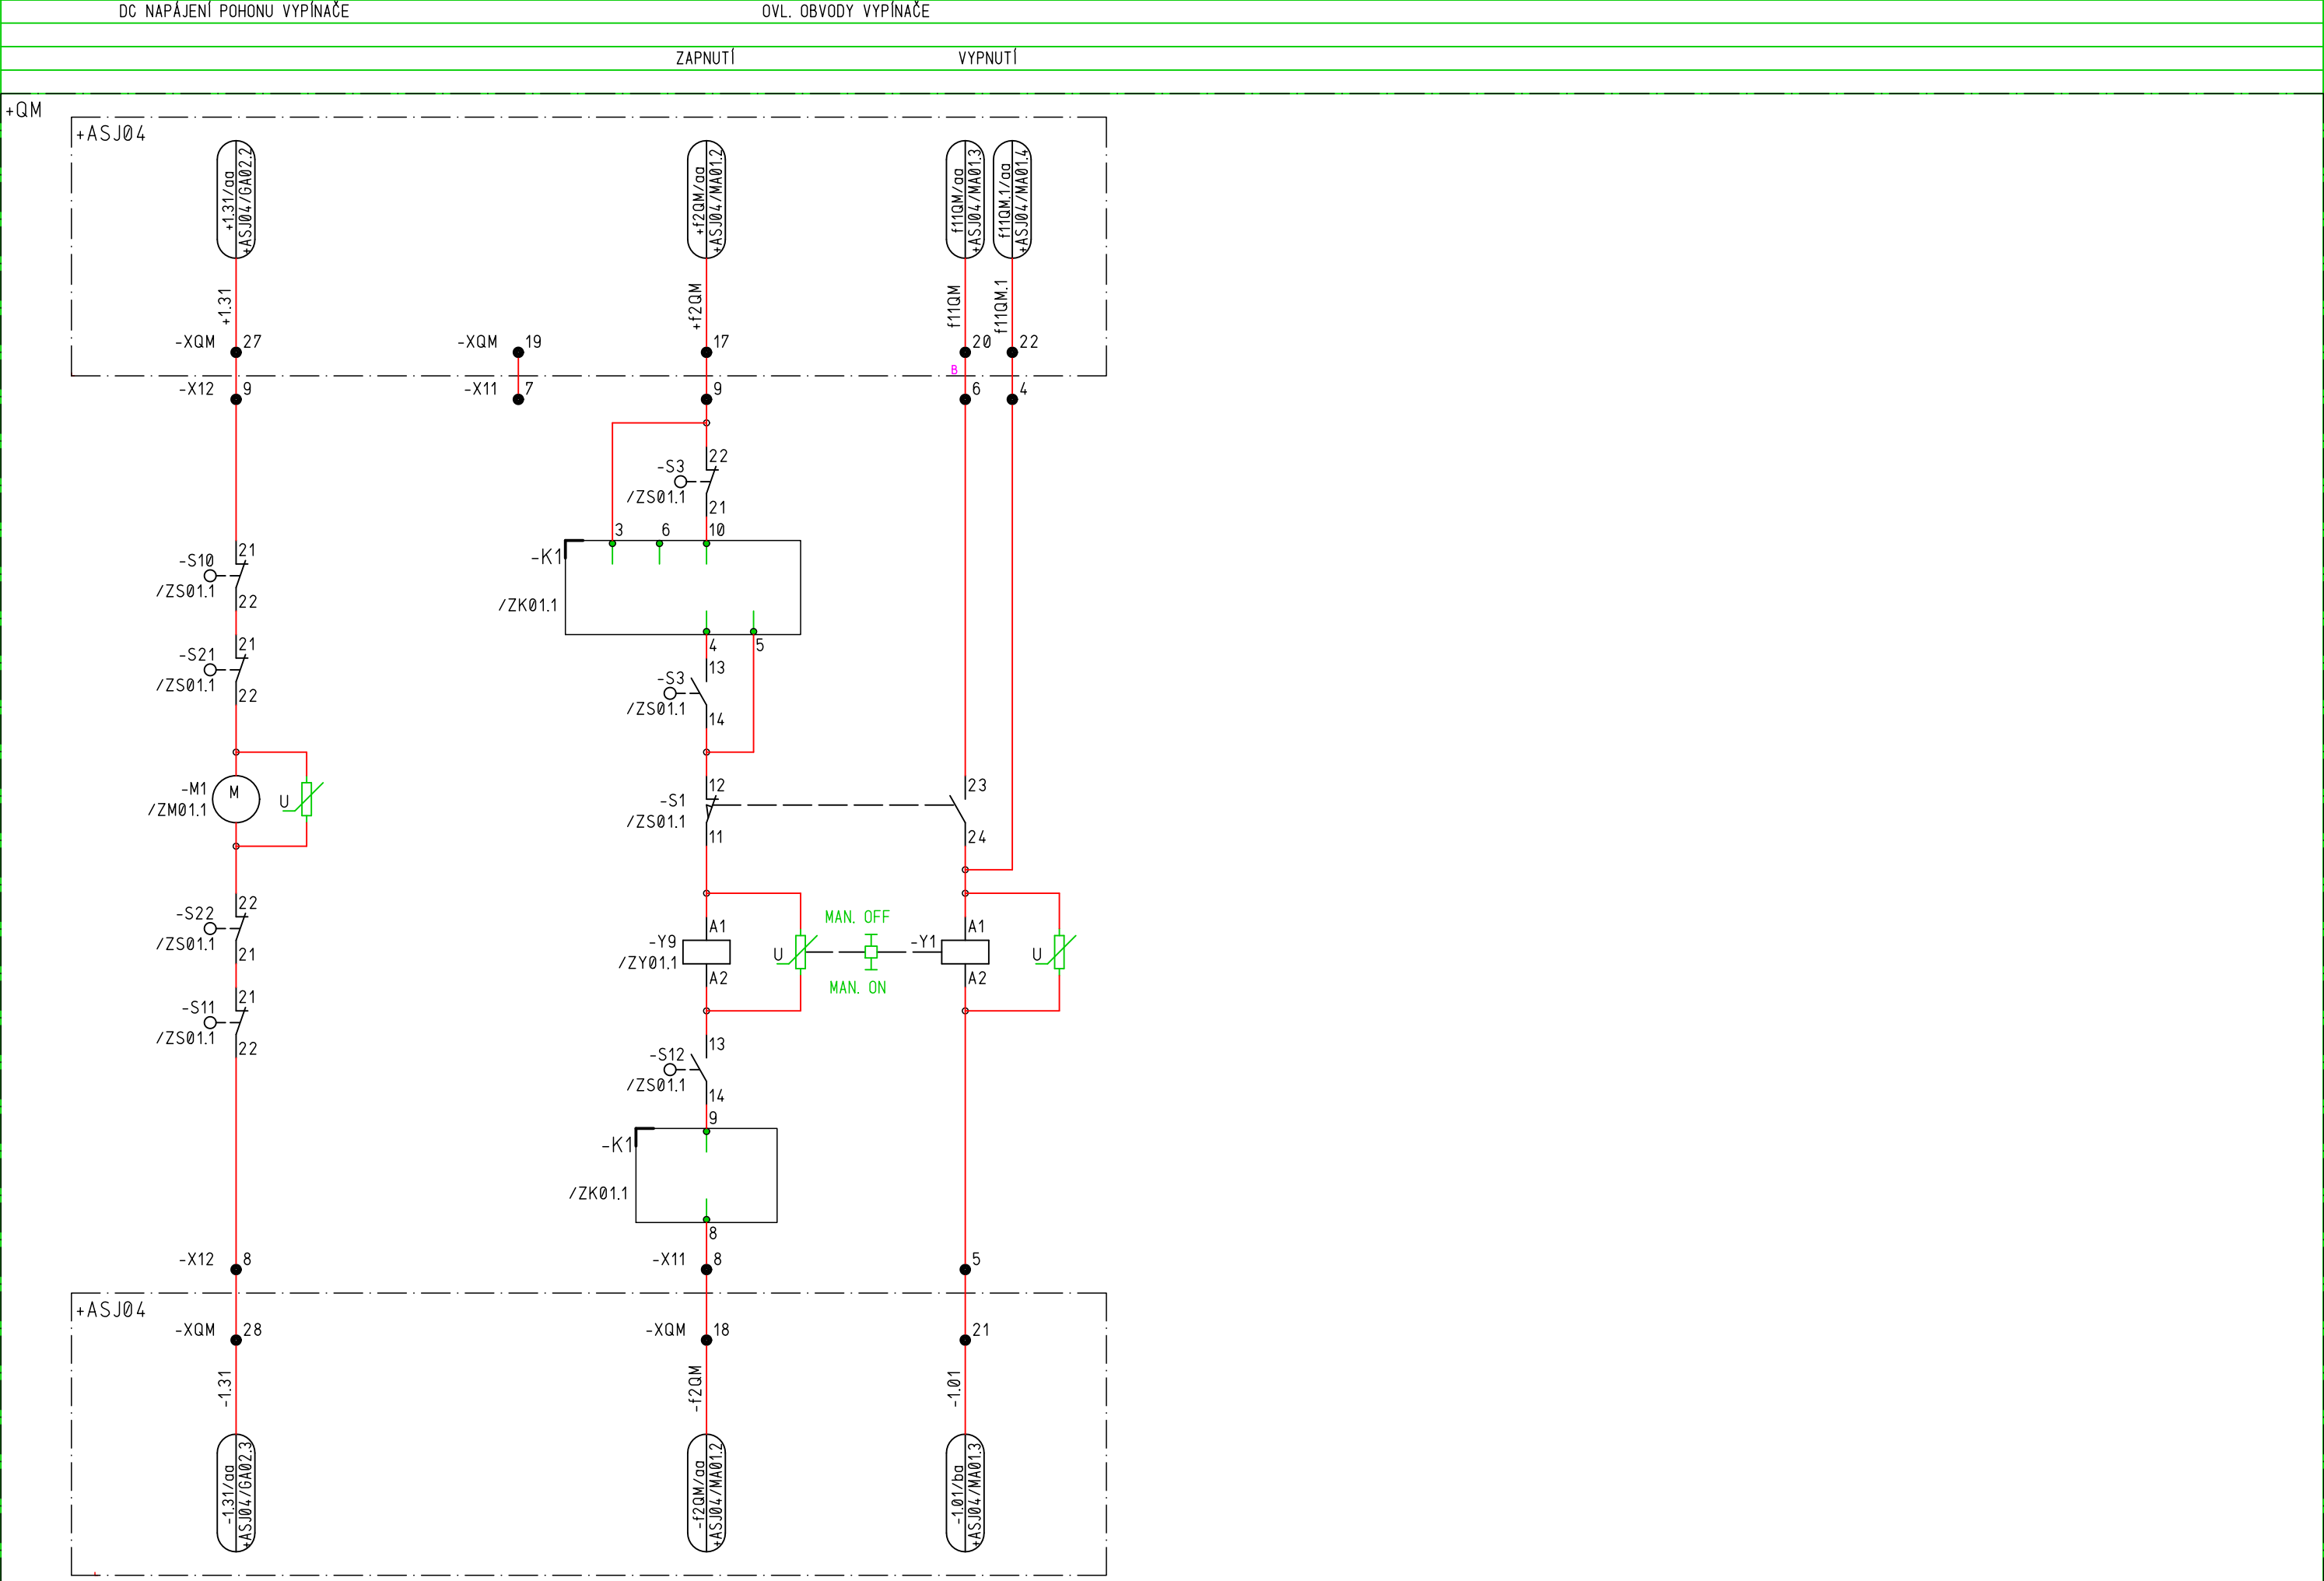 DC NAPÁJENÍ POHONU VYPÍNAČE
OVL. OBVODY VYPÍNAČE
ZAPNUTÍ
VYPNUTÍ
+QM
+ASJ04
+1.31/aa
+ASJ04/GA02.2
+f2QM/aa
+ASJ04/MA01.2
f11QM/aa
+ASJ04/MA01.3
f11QM.1/aa
+ASJ04/MA01.4
+1.31
+f2QM
f11QM
f11QM.1
-XQM 27
-XQM 19
17
20
22
B
-X12 9
-X11 7
9
6
4
22
-S3
/ZS01.1
21
3 6 10
-K1
/ZK01.1
4 5
21
-S10
/ZS01.1
22
21
-S21
/ZS01.1
22
13
-S3
/ZS01.1
14
-M1
/ZM01.1
M
U
12
-S1
/ZS01.1
11
23
24
22
-S22
/ZS01.1
21
21
-S11
/ZS01.1
22
A1
-Y9
/ZY01.1
A2
U
MAN. OFF
MAN. ON
A1
-Y1
A2
U
13
-S12
/ZS01.1
14
9
-K1
/ZK01.1
8
-X12 8
-X11 8
5
+ASJ04
-XQM 28
-XQM 18
21
-1.31
-f2QM
-1.01
-1.31/aa
+ASJ04/GA02.3
-f2QM/aa
+ASJ04/MA01.2
-1.01/ba
+ASJ04/MA01.3